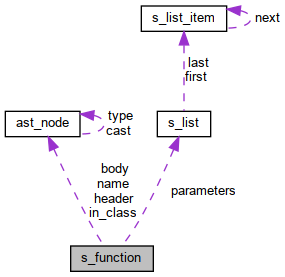 s_list_item
next
last
first
ast_node
type
cast
s_list
body
name
header
in_class
parameters
s_function